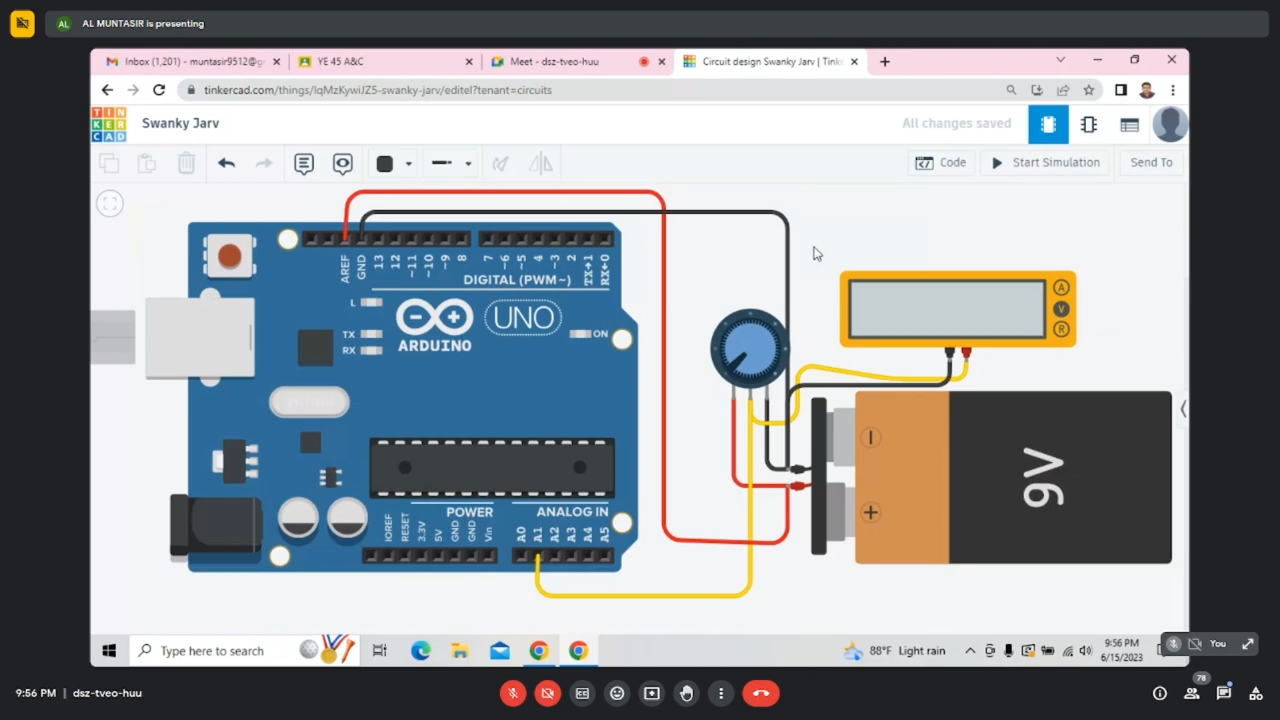 AL AL MUNTASIR is presenting
Inbox (1,201) - muntasir9512@g
YE 45 A&C
Meet - dsz-tveo-huu
Circuit design Swanky Jarv | Tink
tinkercad.com/things/lqMzKywiJZ5-swanky-jarv/editel?tenant=circuits
TIN
KER
CAD
Swanky Jarv
All changes saved
Code
Start Simulation
Send To
AREF
GND
13
12
~11
~10
~9
8
7
~6
~5
4
~3
2
TX→1
RX←0
DIGITAL (PWM~)
L
TX
RX
ARDUINO
UNO
ON
A
V
R
9V
POWER
ANALOG IN
IOREF
RESET
3.3V
5V
GND
GND
Vin
A0
A1
A2
A3
A4
A5
Type here to search
88°F Light rain
9:56 PM
6/15/2023
You
9:56 PM | dsz-tveo-huu
78